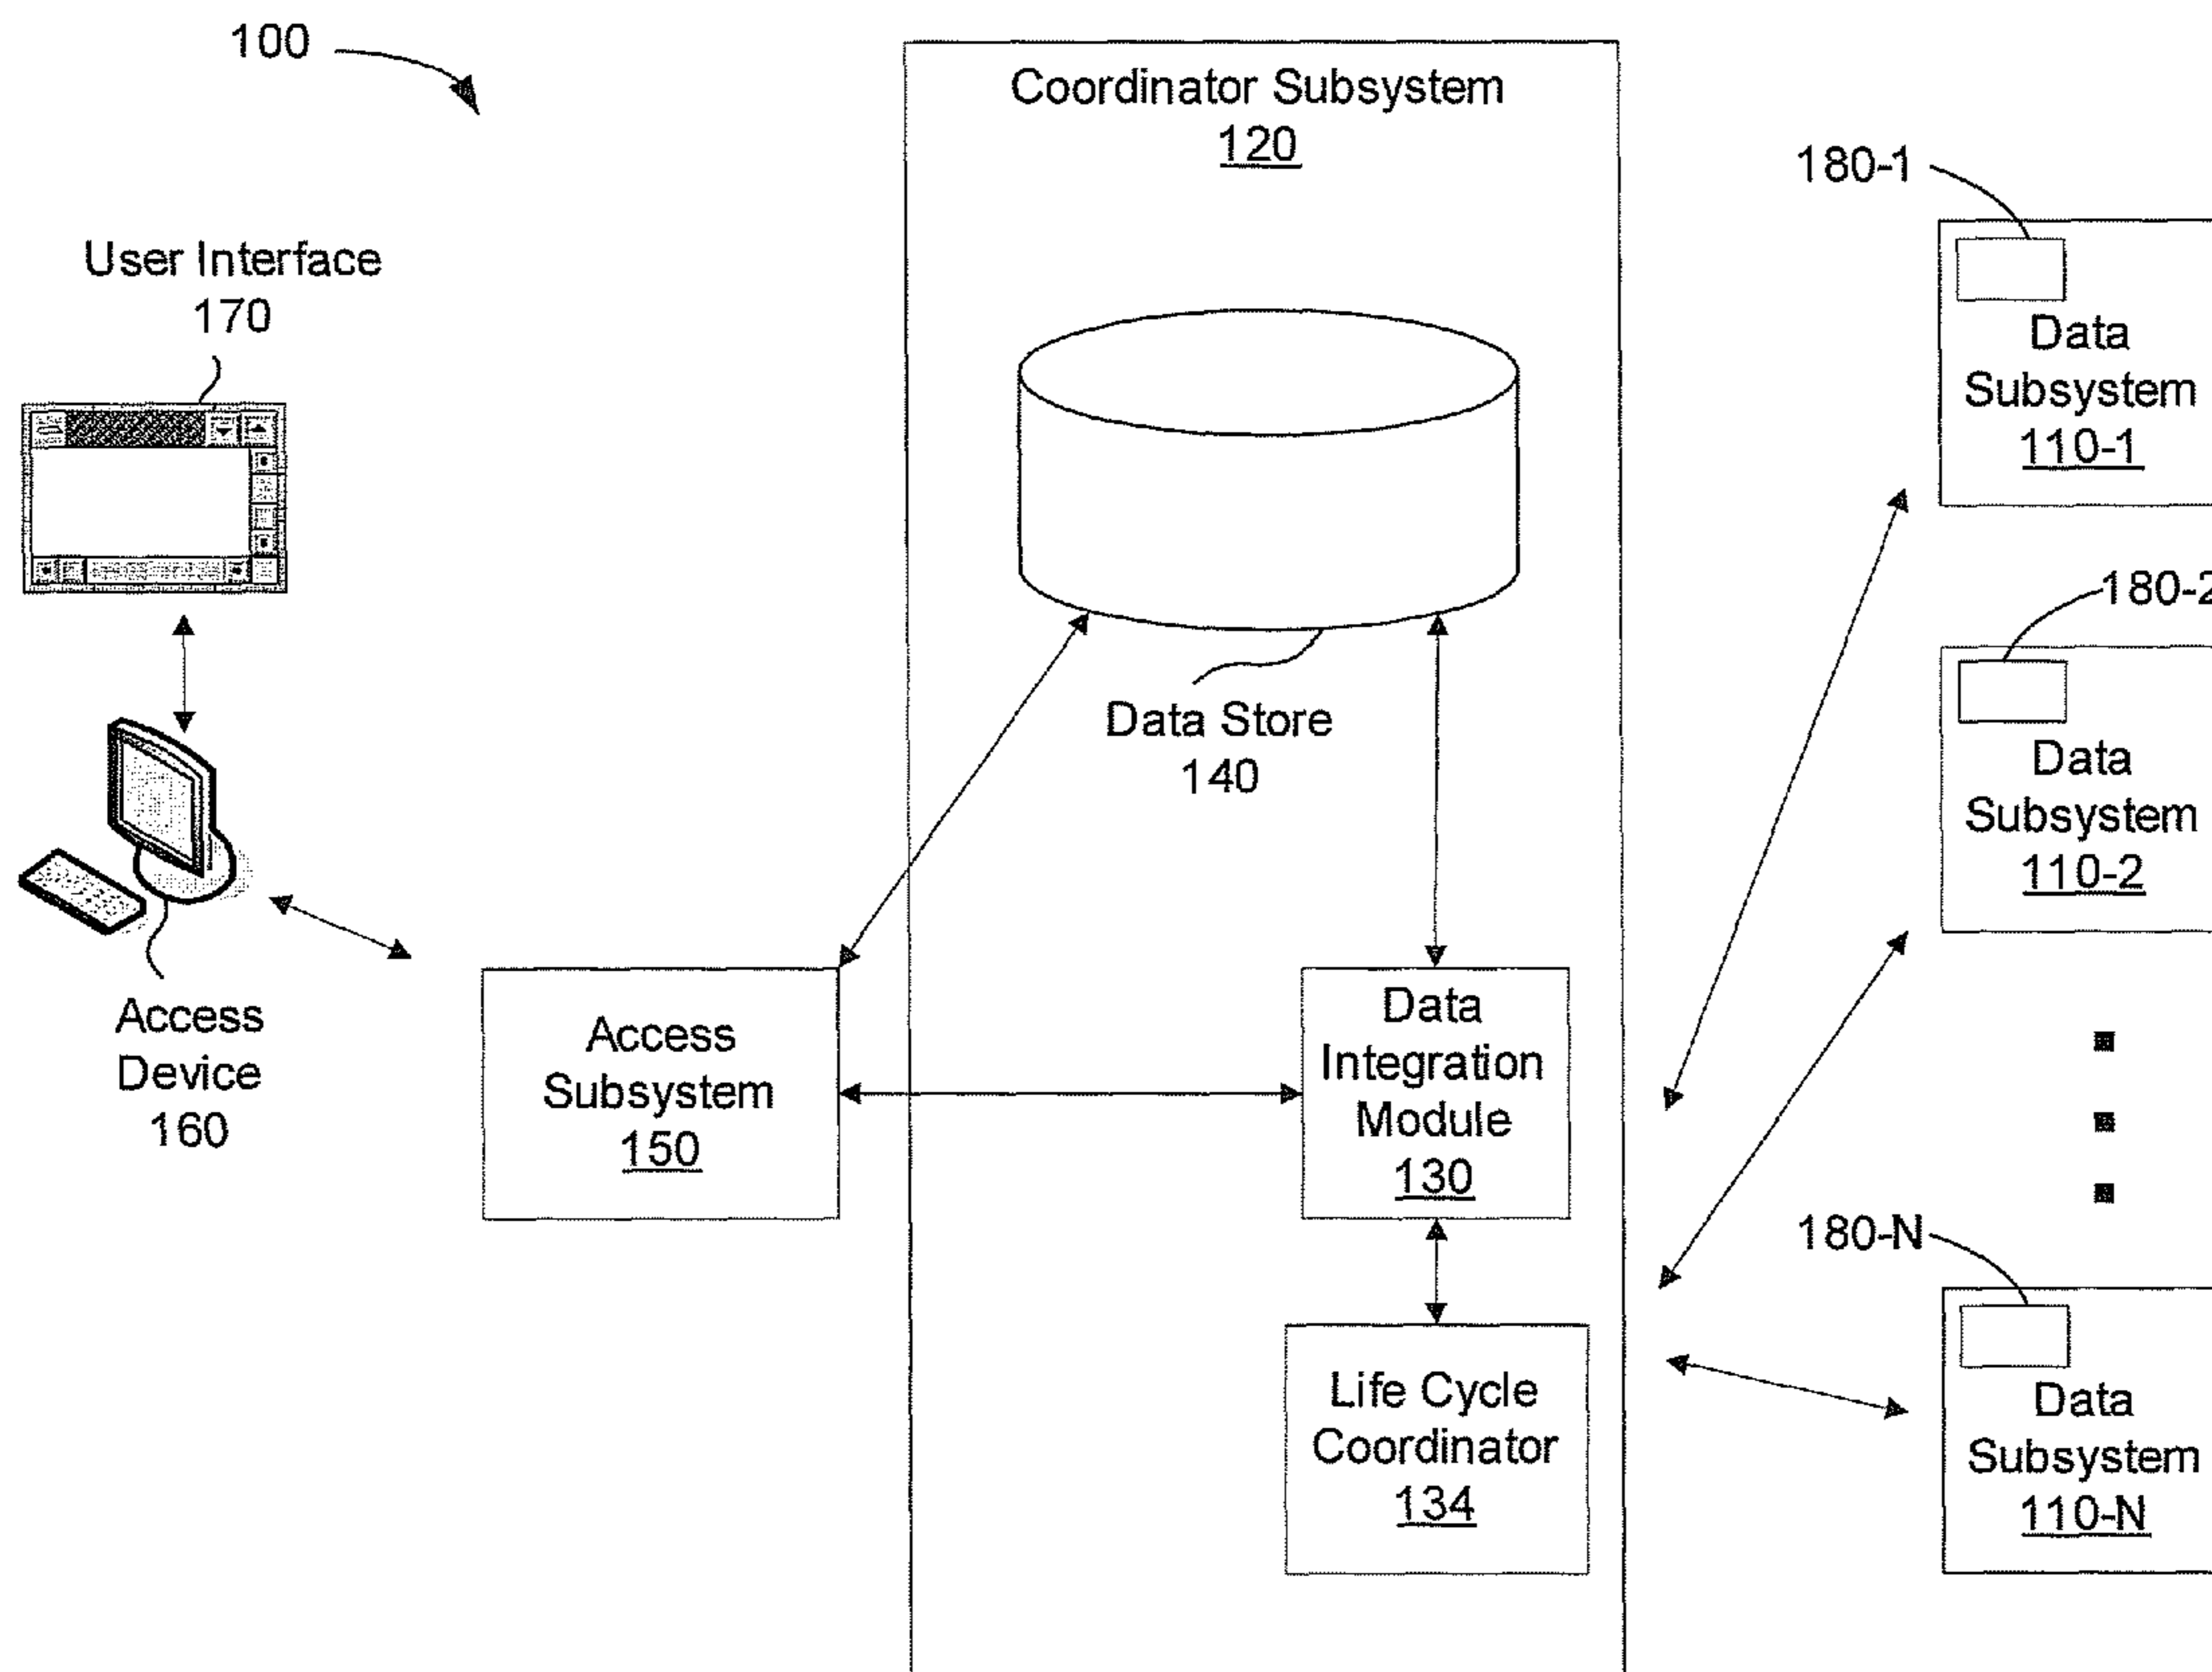 100
Coordinator Subsystem
120
180-1
User Interface
170
Data
Subsystem
110-1
180-2
Data Store
140
Data
Subsystem
110-2
Access
Device
160
Access
Subsystem
150
Data
Integration
Module
130
180-N
Life Cycle
Coordinator
134
Data
Subsystem
110-N